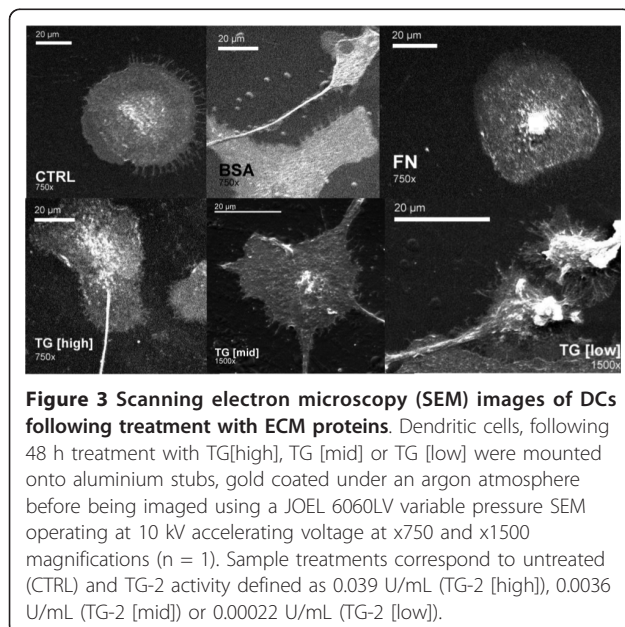 20 µm
20 µm
20 µm
CTRL
750x
BSA
750x
FN
750x
20 µm
20 µm
20 µm
TG [high]
750x
TG [mid]
1500x
TG [low]
1500x
Figure 3 Scanning electron microscopy (SEM) images of DCs
following treatment with ECM proteins. Dendritic cells, following
48 h treatment with TG[high], TG [mid] or TG [low] were mounted
onto aluminium stubs, gold coated under an argon atmosphere
before being imaged using a JOEL 6060LV variable pressure SEM
operating at 10 kV accelerating voltage at x750 and x1500
magnifications (n = 1). Sample treatments correspond to untreated
(CTRL) and TG-2 activity defined as 0.039 U/mL (TG-2 [high]), 0.0036
U/mL (TG-2 [mid]) or 0.00022 U/mL (TG-2 [low]).